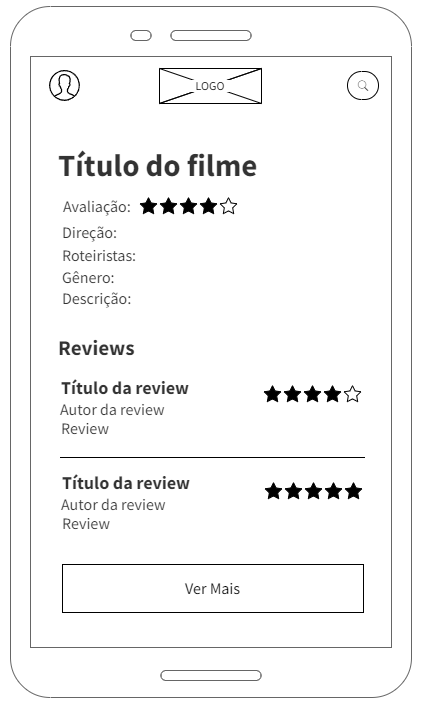 LOGO
Título do filme
Avaliação:
Direção:
Roteiristas:
Gênero:
Descrição:
Reviews
Título da review
Autor da review
Review
Título da review
Autor da review
Review
Ver Mais